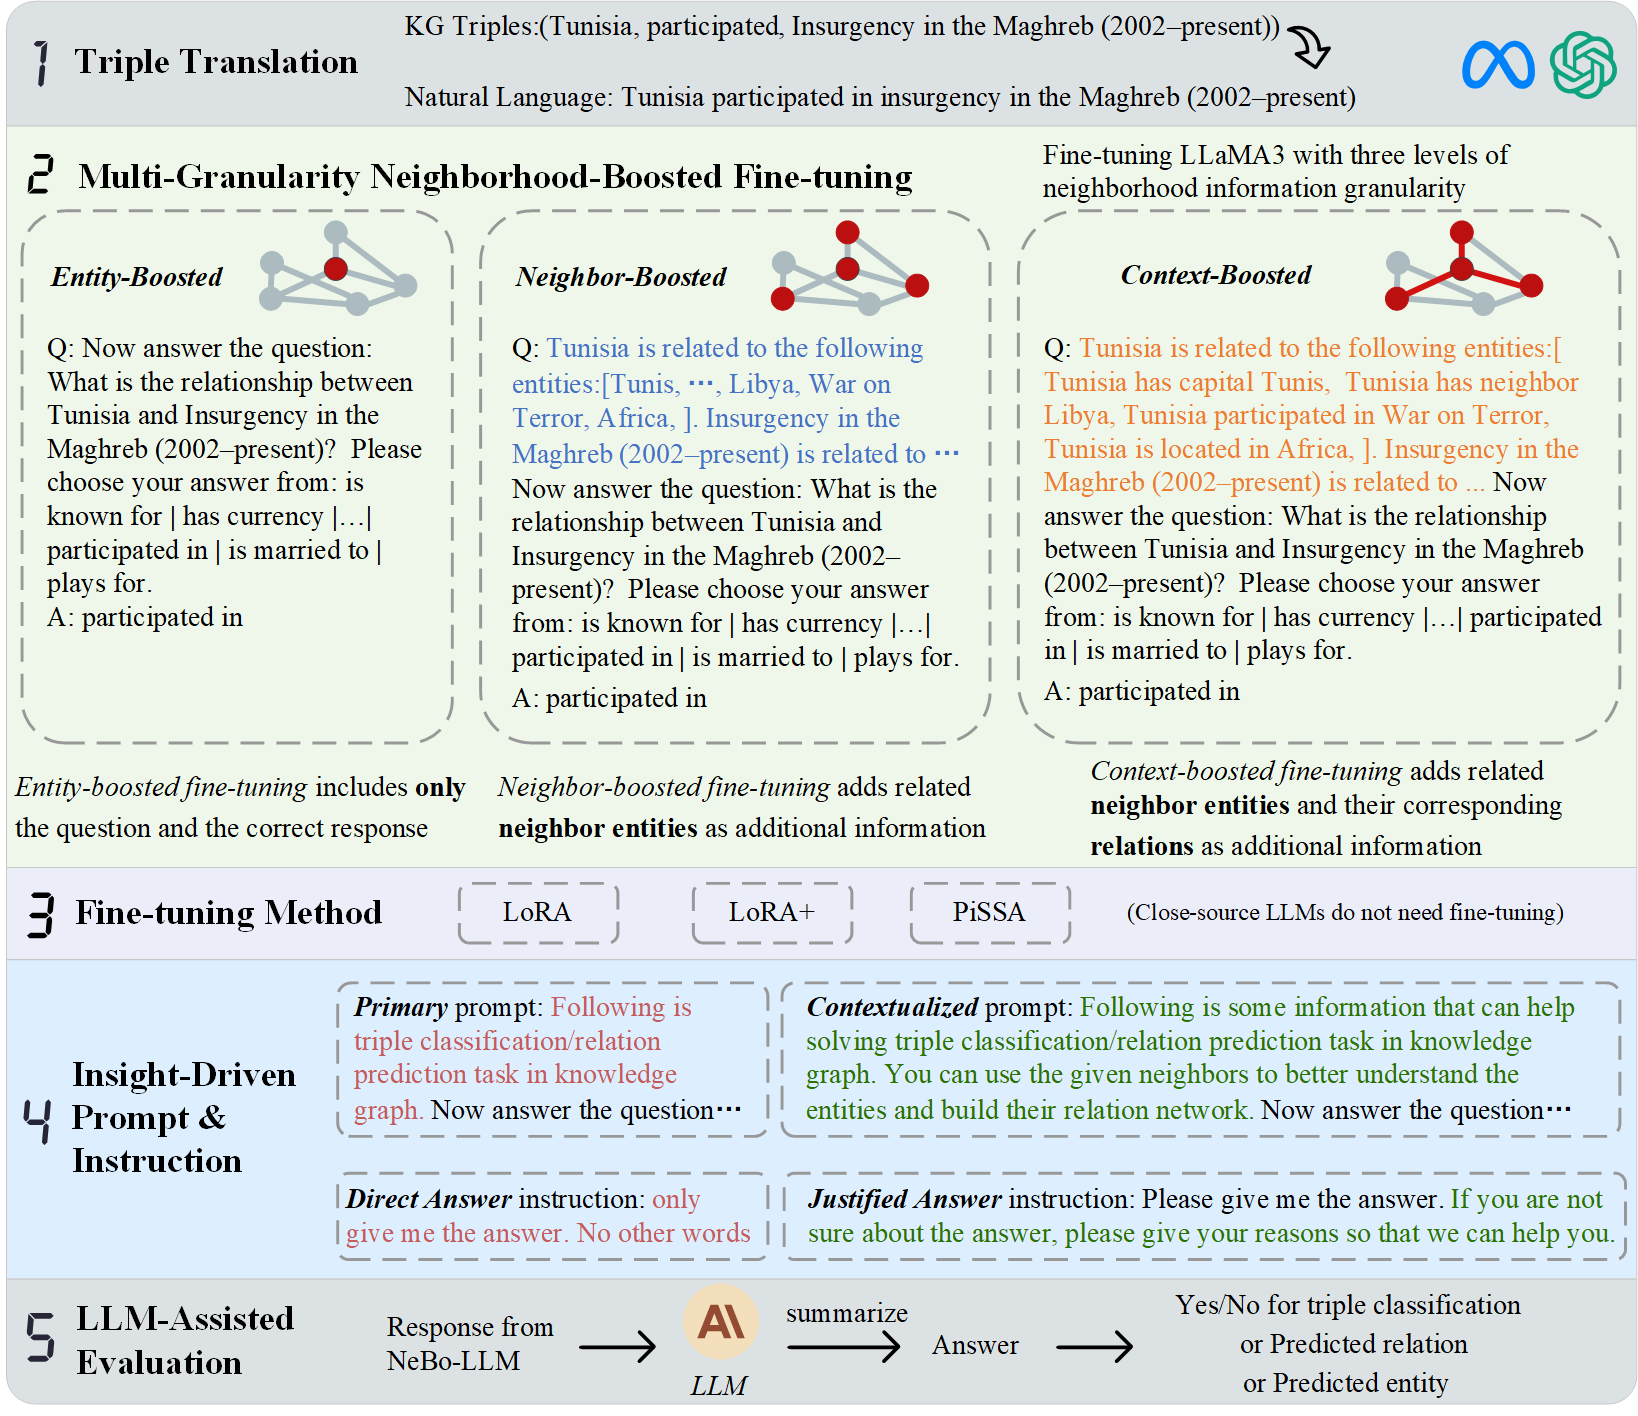 1 Triple Translation
KG Triples:(Tunisia, participated, Insurgency in the Maghreb (2002–present))
Natural Language: Tunisia participated in insurgency in the Maghreb (2002–present)
2 Multi-Granularity Neighborhood-Boosted Fine-tuning
Fine-tuning LLaMA3 with three levels of
neighborhood information granularity
Entity-Boosted
Q: Now answer the question:
What is the relationship between
Tunisia and Insurgency in the
Maghreb (2002–present)?  Please
choose your answer from: is
known for | has currency |…|
participated in | is married to |
plays for.
A: participated in
Neighbor-Boosted
Q: Tunisia is related to the following
entities:[Tunis, ···, Libya, War on
Terror, Africa, ]. Insurgency in the
Maghreb (2002–present) is related to ···
Now answer the question: What is the
relationship between Tunisia and
Insurgency in the Maghreb (2002–
present)?  Please choose your answer
from: is known for | has currency |…|
participated in | is married to | plays for.
A: participated in
Context-Boosted
Q: Tunisia is related to the following entities:[
Tunisia has capital Tunis,  Tunisia has neighbor
Libya, Tunisia participated in War on Terror,
Tunisia is located in Africa, ]. Insurgency in the
Maghreb (2002–present) is related to ... Now
answer the question: What is the relationship
between Tunisia and Insurgency in the Maghreb
(2002–present)?  Please choose your answer
from: is known for | has currency |…| participated
in | is married to | plays for.
A: participated in
Entity-boosted fine-tuning includes only
the question and the correct response
Neighbor-boosted fine-tuning adds related
neighbor entities as additional information
Context-boosted fine-tuning adds related
neighbor entities and their corresponding
relations as additional information
3 Fine-tuning Method
LoRA
LoRA+
PiSSA
(Close-source LLMs do not need fine-tuning)
4
Insight-Driven
Prompt &
Instruction
Primary prompt: Following is
triple classification/relation
prediction task in knowledge
graph. Now answer the question···
Contextualized prompt: Following is some information that can help
solving triple classification/relation prediction task in knowledge
graph. You can use the given neighbors to better understand the
entities and build their relation network. Now answer the question···
Direct Answer instruction: only
give me the answer. No other words
Justified Answer instruction: Please give me the answer. If you are not
sure about the answer, please give your reasons so that we can help you.
5
LLM-Assisted
Evaluation
Response from
NeBo-LLM
AI
LLM
summarize
Answer
Yes/No for triple classification
or Predicted relation
or Predicted entity